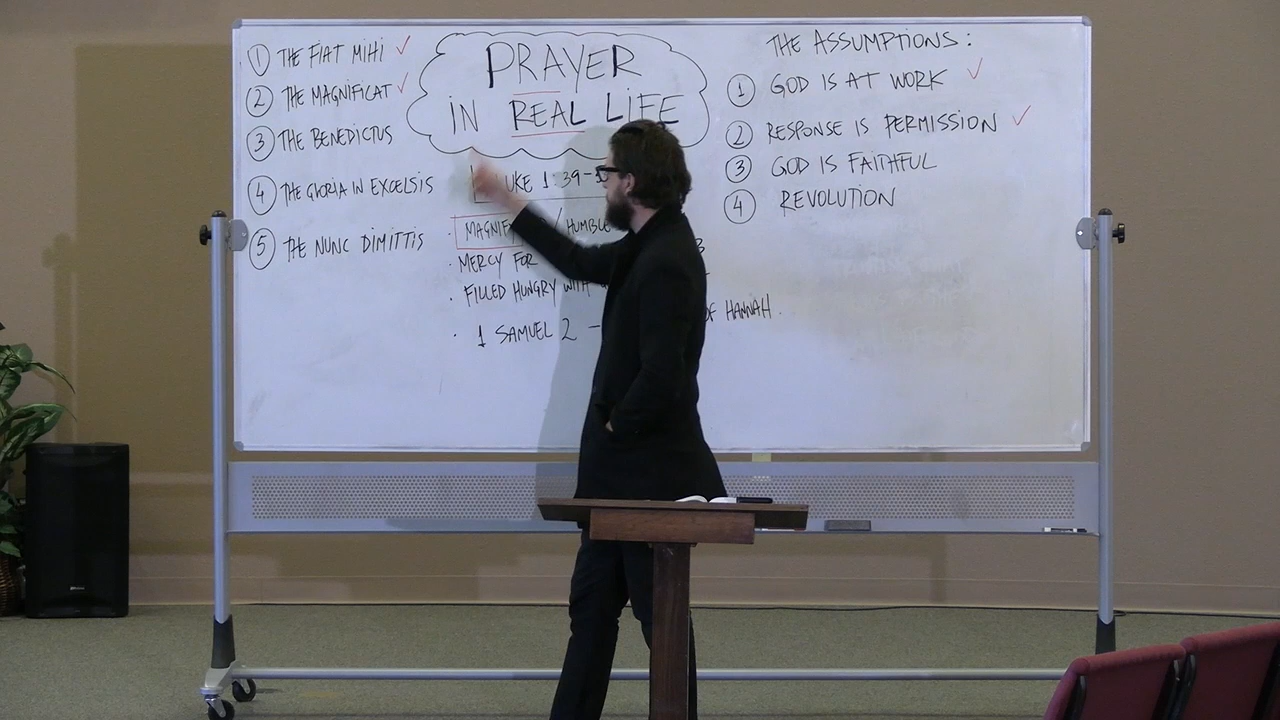 ① THE FIAT MIHI ✓
② THE MAGNIFICAT ✓
③ THE BENEDICTUS
④ THE GLORIA IN EXCELSIS
⑤ THE NUNC DIMITTIS
PRAYER
IN REAL LIFE
LUKE 1:39-
MAGNIFY / HUMBLE
· MERCY FOR
· FILLED HUNGRY WITH
· 1 SAMUEL 2 – OF HANNAH.
THE ASSUMPTIONS:
① GOD IS AT WORK ✓
② RESPONSE IS PERMISSION ✓
③ GOD IS FAITHFUL
④ REVOLUTION